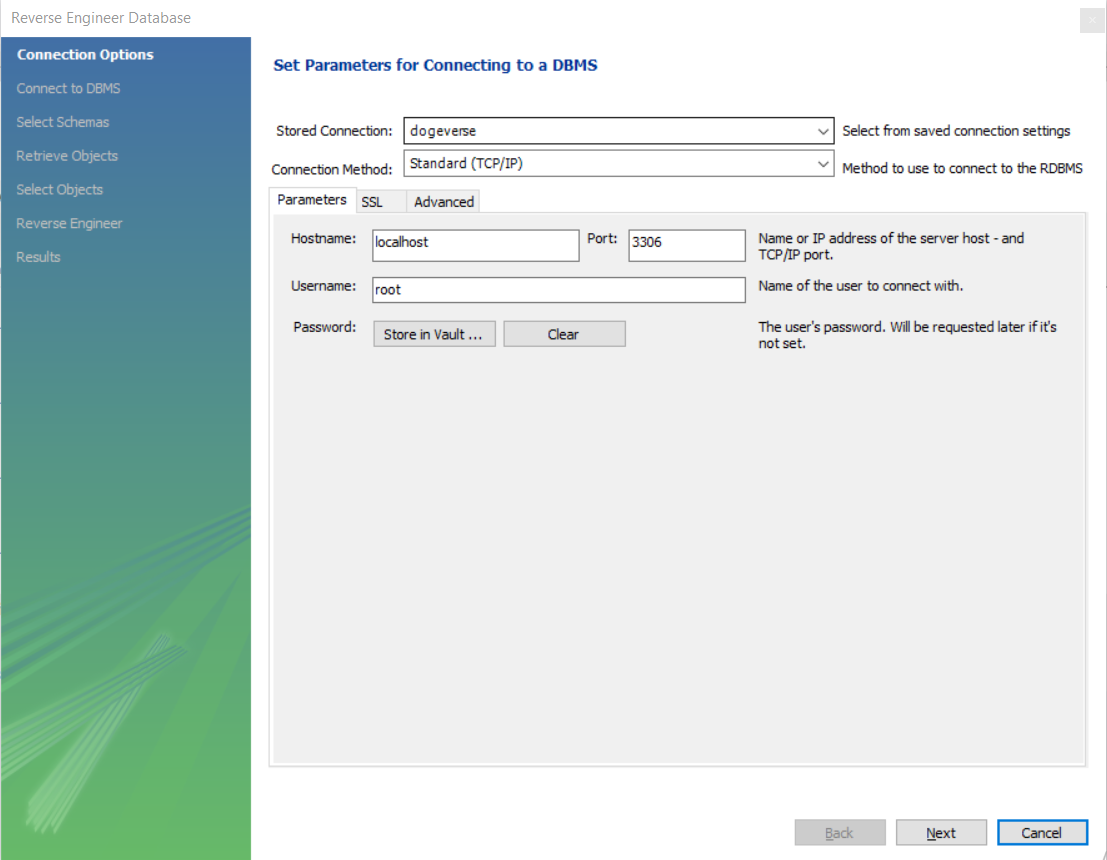 Reverse Engineer Database
Connection Options
Connect to DBMS
Select Schemas
Retrieve Objects
Select Objects
Reverse Engineer
Results
Set Parameters for Connecting to a DBMS
Stored Connection: dogeverse Select from saved connection settings
Connection Method: Standard (TCP/IP) Method to use to connect to the RDBMS
Parameters SSL Advanced
Hostname: localhost Port: 3306 Name or IP address of the server host - and
TCP/IP port.
Username: root Name of the user to connect with.
Password: Store in Vault ... Clear The user's password. Will be requested later if it's
not set.
Back Next Cancel